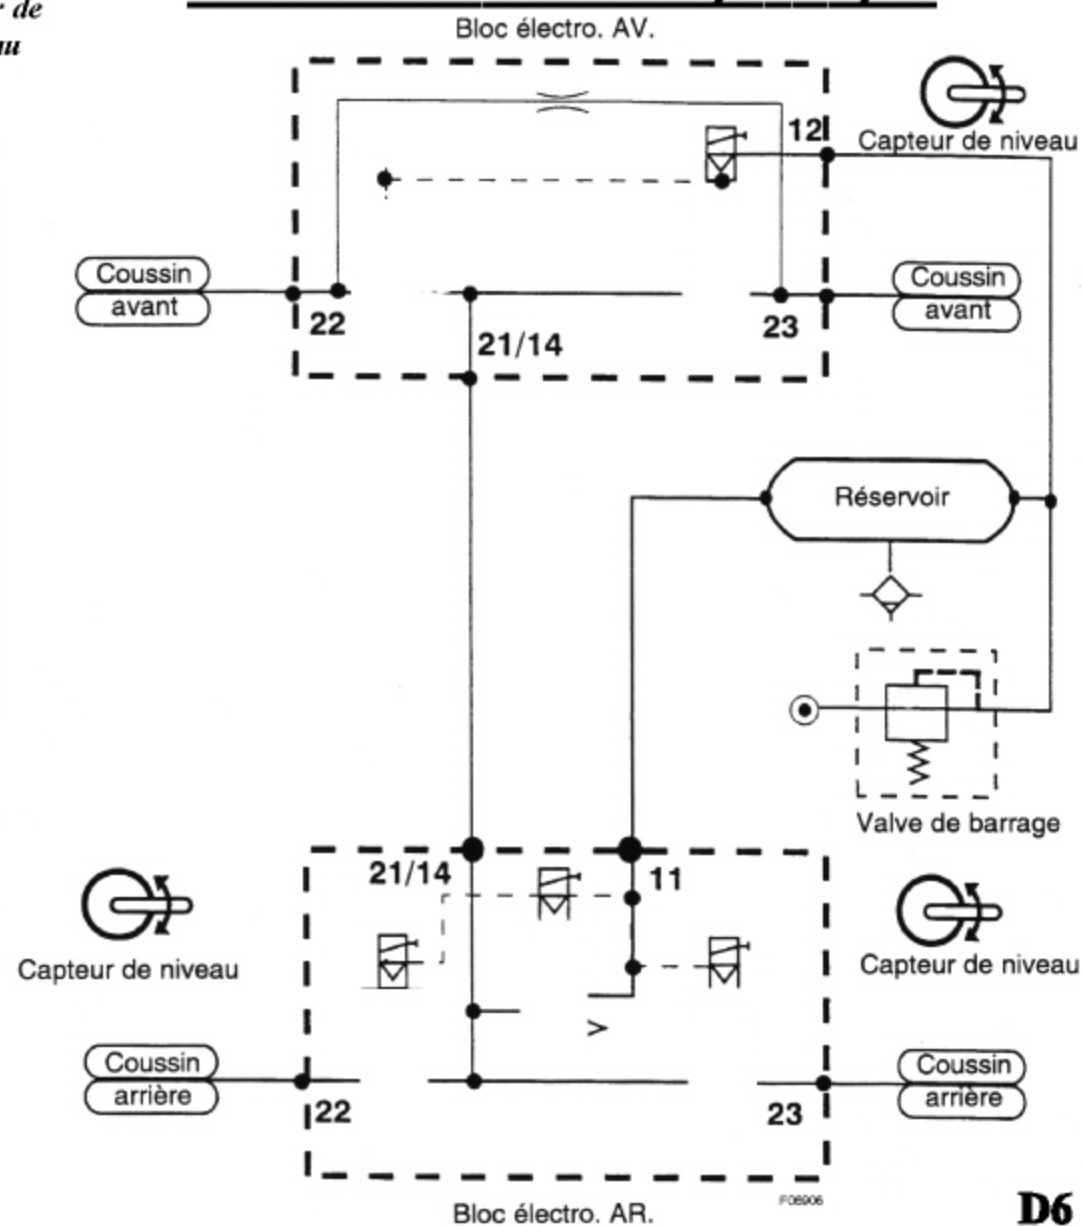 r de
Bloc électro. AV.
12
Capteur de niveau
Coussin
avant
22
21/14
23
Coussin
avant
Réservoir
Valve de barrage
21/14
11
Capteur de niveau
Capteur de niveau
Coussin
arrière
22
23
Coussin
arrière
F06906
Bloc électro. AR.
D6